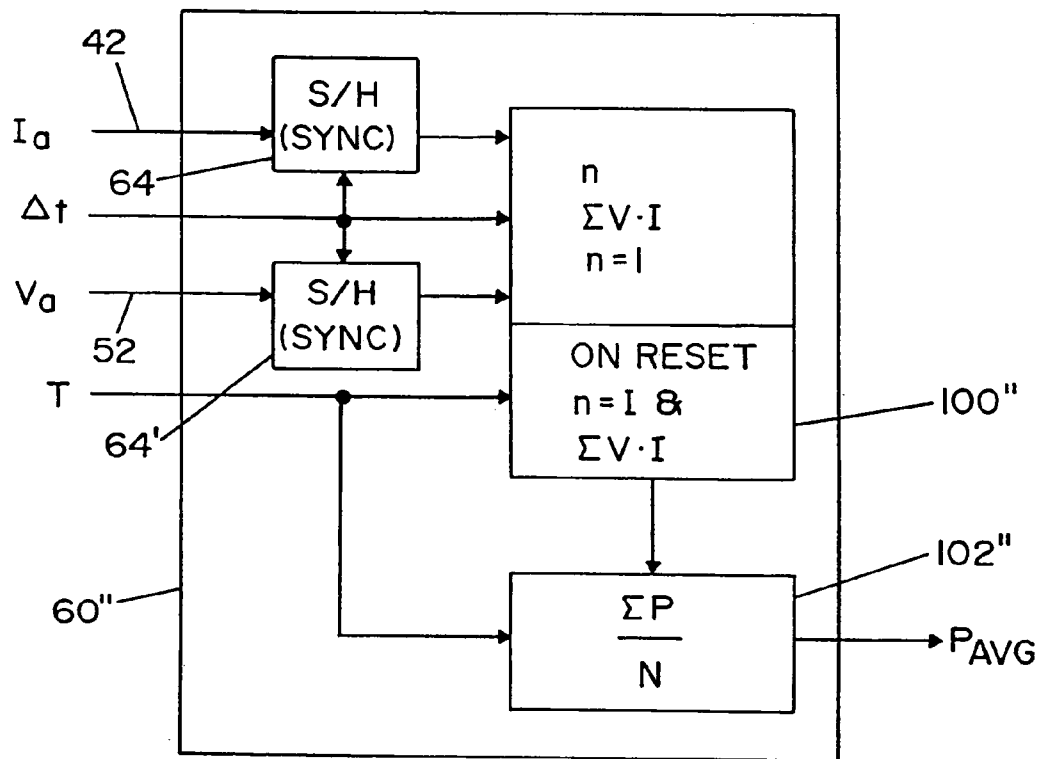 42
S/H
(SYNC)
Ia
64
Δt
n
ΣV·I
n=1
Va
S/H
(SYNC)
52
T
64'
ON RESET
n=I &
ΣV·I
100"
102"
60"
ΣP
N
PAVG